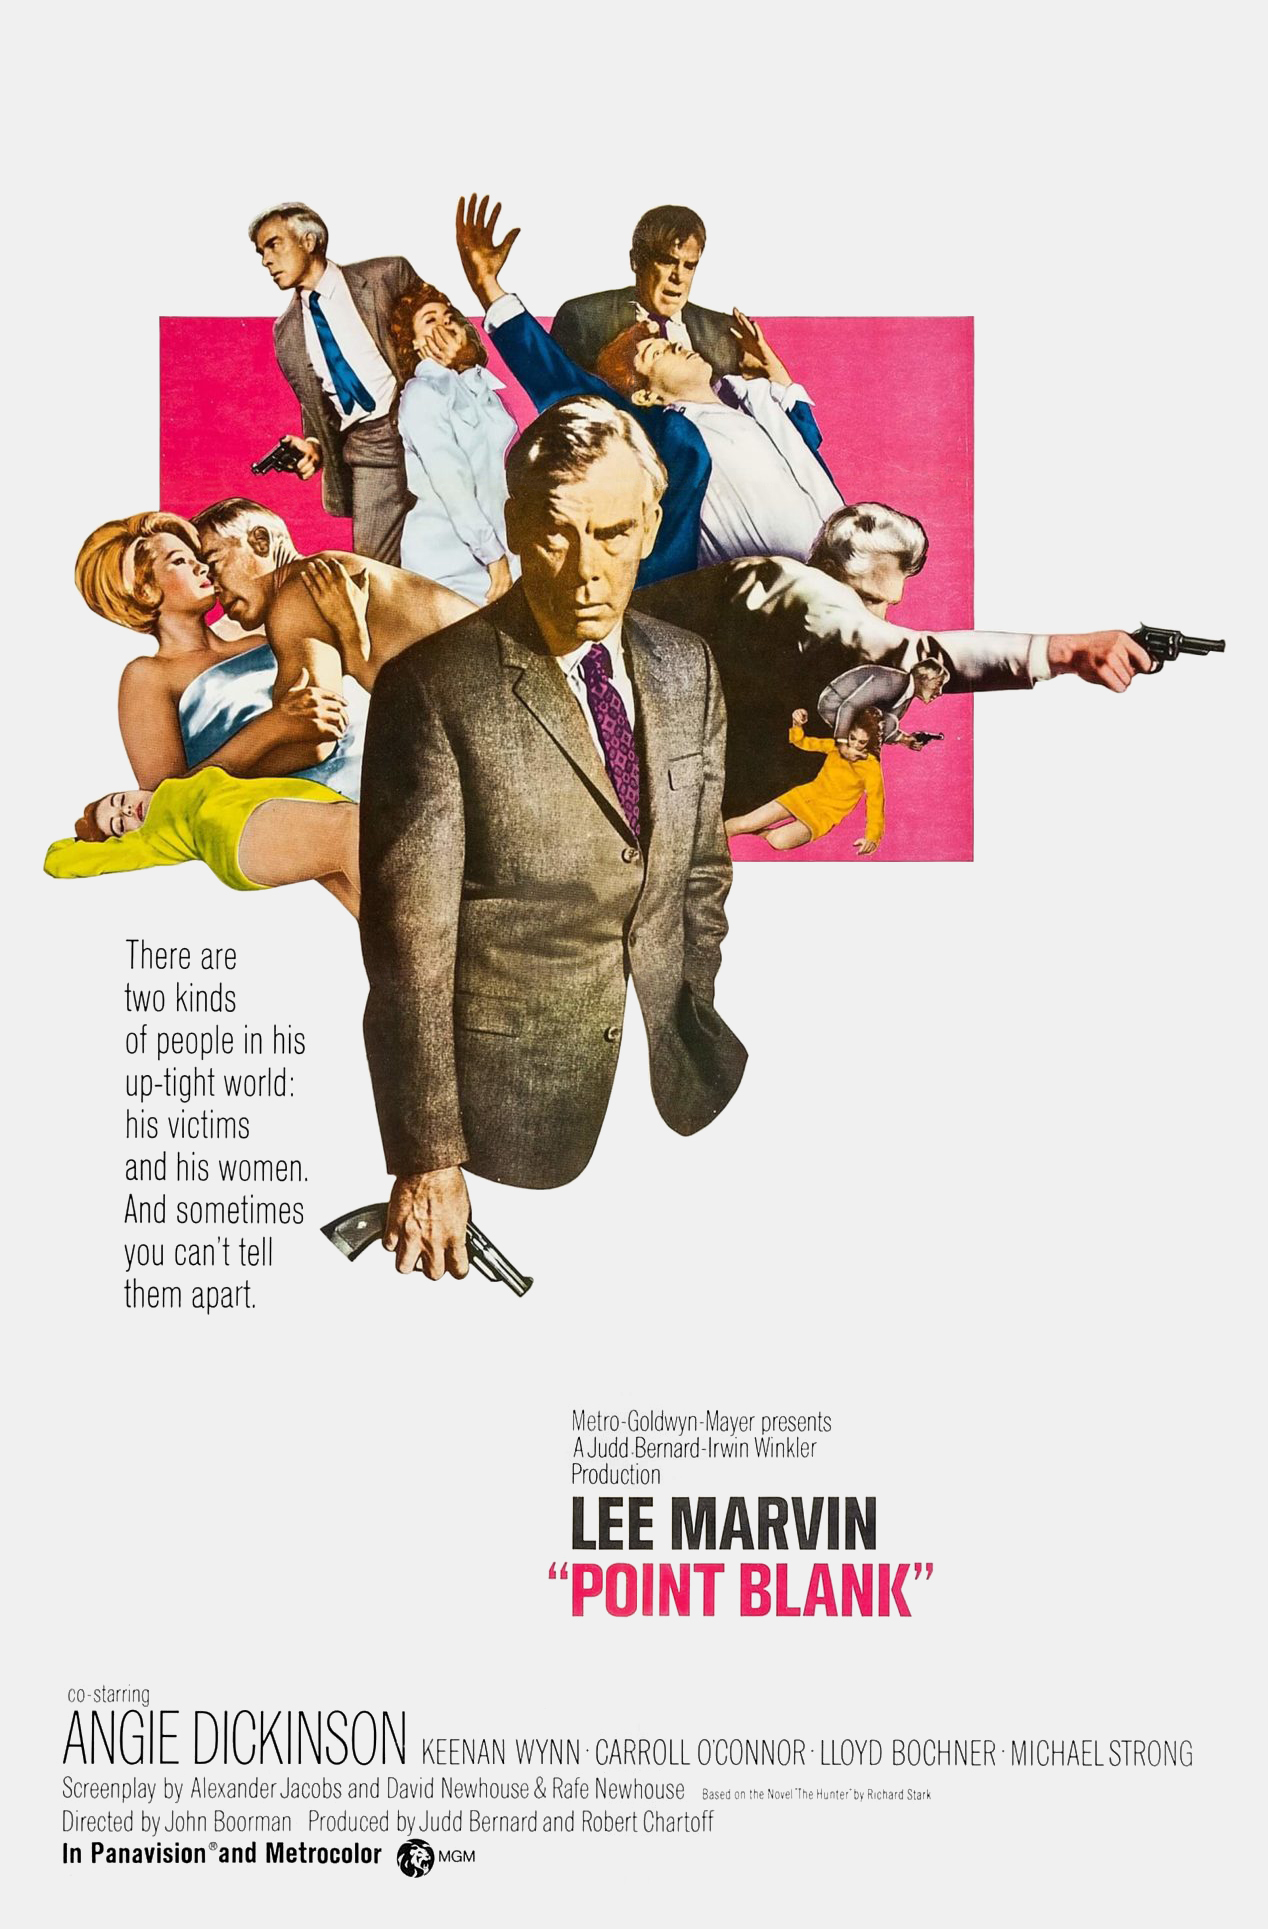 There are
two kinds
of people in his
up-tight world:
his victims
and his women.
And sometimes
you can't tell
them apart.
Metro-Goldwyn-Mayer presents
A Judd Bernard-Irwin Winkler
Production
LEE MARVIN
“POINT BLANK”
co-starring
ANGIE DICKINSON KEENAN WYNN · CARROLL O'CONNOR · LLOYD BOCHNER · MICHAEL STRONG
Screenplay by Alexander Jacobs and David Newhouse & Rafe Newhouse Based on the Novel "The Hunter" by Richard Stark
Directed by John Boorman Produced by Judd Bernard and Robert Chartoff
In Panavision® and Metrocolor MGM